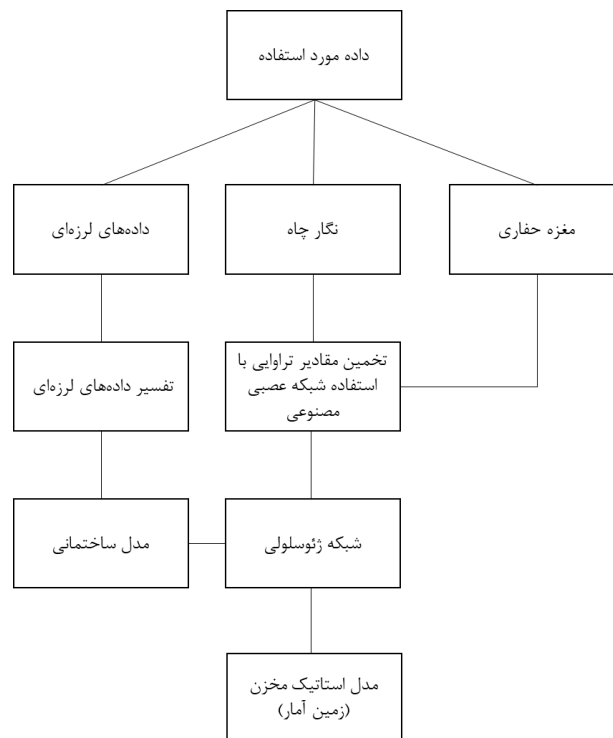 داده مورد استفاده
مغزه حفاری
نگار چاه
داده‌های لرزه‌ای
تخمین مقادیر تراوایی با
استفاده شبکه عصبی
مصنوعی
تفسیر داده‌های لرزه‌ای
شبکه ژئوسلولی
مدل ساختمانی
مدل استاتیک مخزن
(زمین آمار)